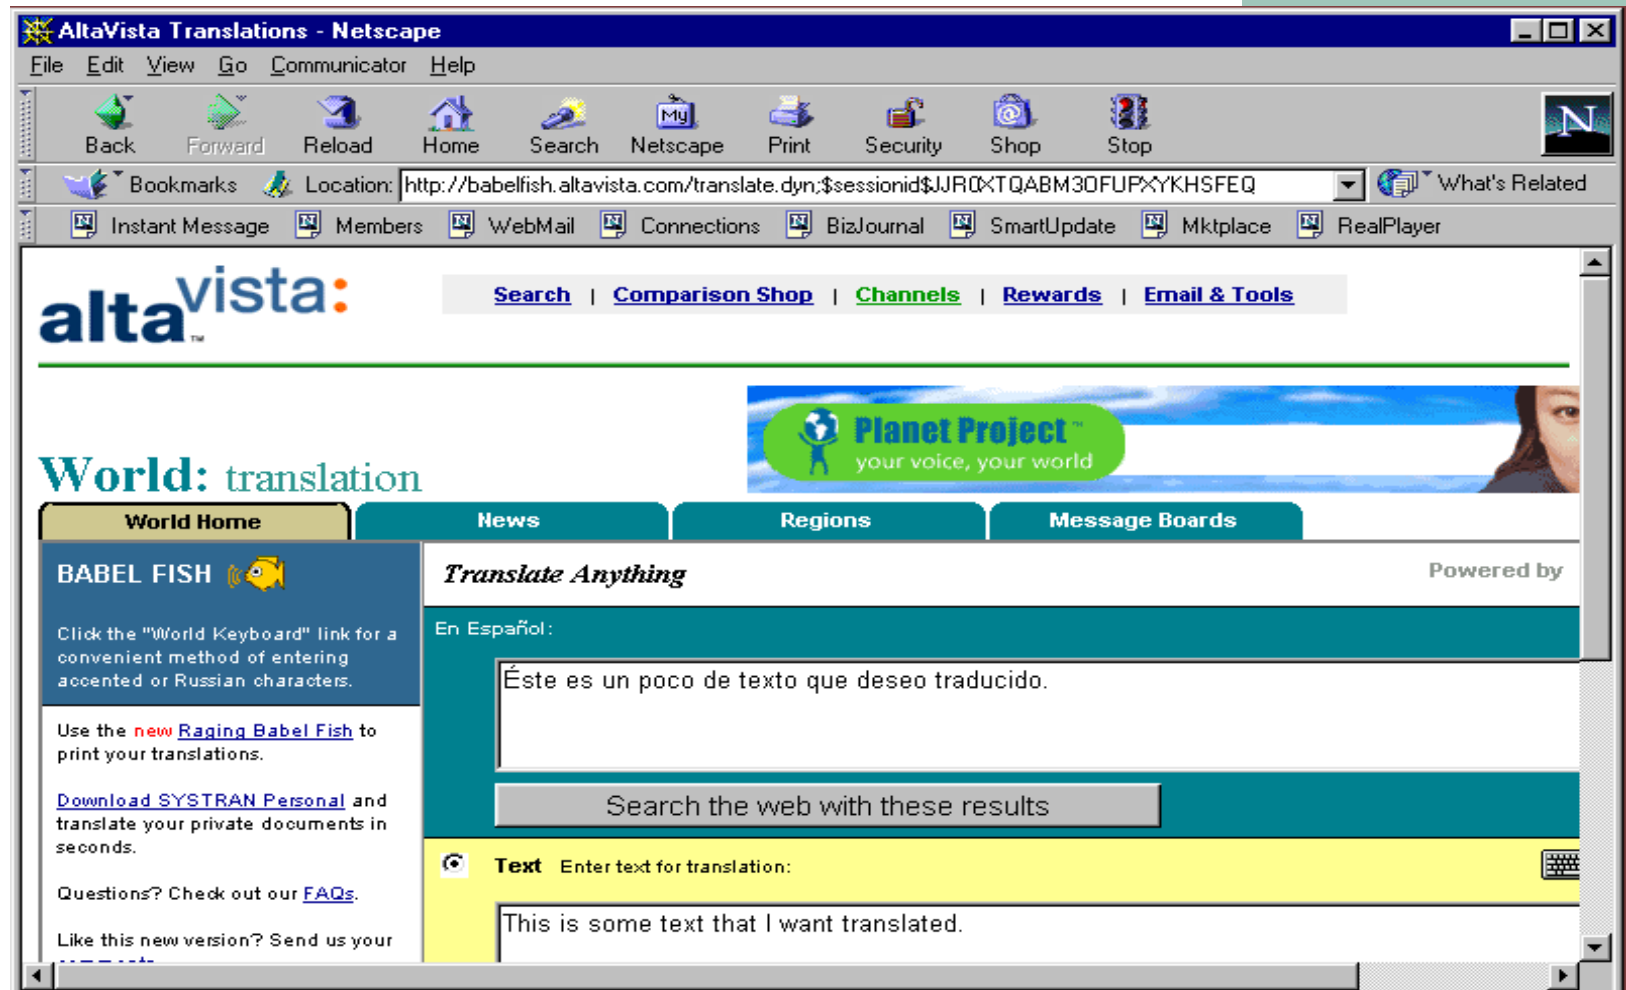 AltaVista Translations - Netscape
File Edit View Go Communicator Help
Back Forward Reload Home Search Netscape Print Security Shop Stop
My
N
Bookmarks Location: http://babelfish.altavista.com/translate.dyn;$sessionid$JJR0XTQABM3OFUPXYKHSFEQ What's Related
Instant Message Members WebMail Connections BizJournal SmartUpdate Mktplace RealPlayer
altavista:™
Search | Comparison Shop | Channels | Rewards | Email & Tools
Planet Project™
your voice, your world
World: translation
World Home News Regions Message Boards
BABEL FISH
Click the "World Keyboard" link for a
convenient method of entering
accented or Russian characters.
Use the new Raging Babel Fish to
print your translations.
Download SYSTRAN Personal and
translate your private documents in
seconds.
Questions? Check out our FAQs.
Like this new version? Send us your
Translate Anything Powered by
En Español:
Éste es un poco de texto que deseo traducido.
Search the web with these results
Text Enter text for translation:
This is some text that I want translated.